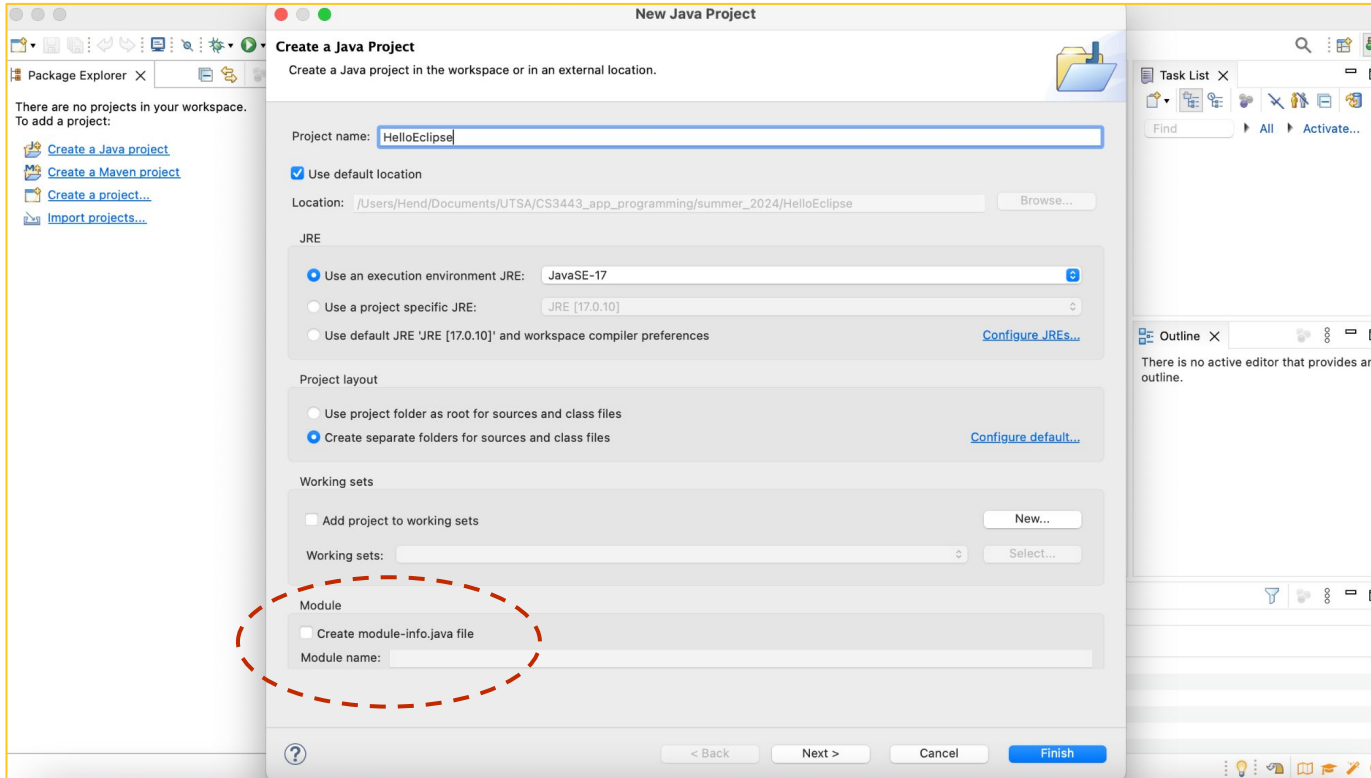 New Java Project
Package Explorer
There are no projects in your workspace.
To add a project:
Create a Java project
Create a Maven project
Create a project...
Import projects...
Create a Java Project
Create a Java project in the workspace or in an external location.
Project name: HelloEclipse
Use default location
Location: /Users/Hend/Documents/UTSA/CS3443_app_programming/summer_2024/HelloEclipse Browse...
JRE
Use an execution environment JRE: JavaSE-17
Use a project specific JRE: JRE [17.0.10]
Use default JRE 'JRE [17.0.10]' and workspace compiler preferences Configure JREs...
Project layout
Use project folder as root for sources and class files
Create separate folders for sources and class files Configure default...
Working sets
Add project to working sets New...
Working sets: Select...
Module
Create module-info.java file
Module name:
? < Back Next > Cancel Finish
Task List
Find All Activate...
Outline
There is no active editor that provides
outline.